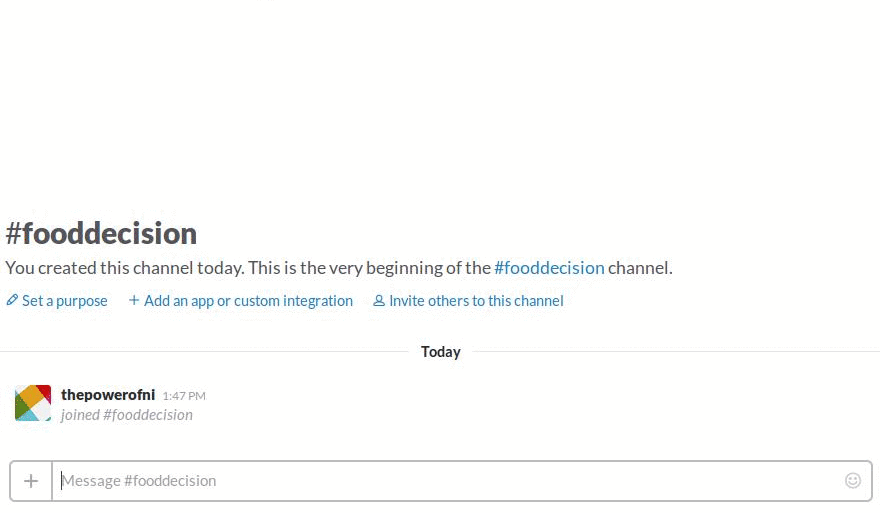 #fooddecision
You created this channel today. This is the very beginning of the #fooddecision channel.
Set a purpose + Add an app or custom integration Invite others to this channel
Today
thepowerofni 1:47 PM
joined #fooddecision
+ Message #fooddecision